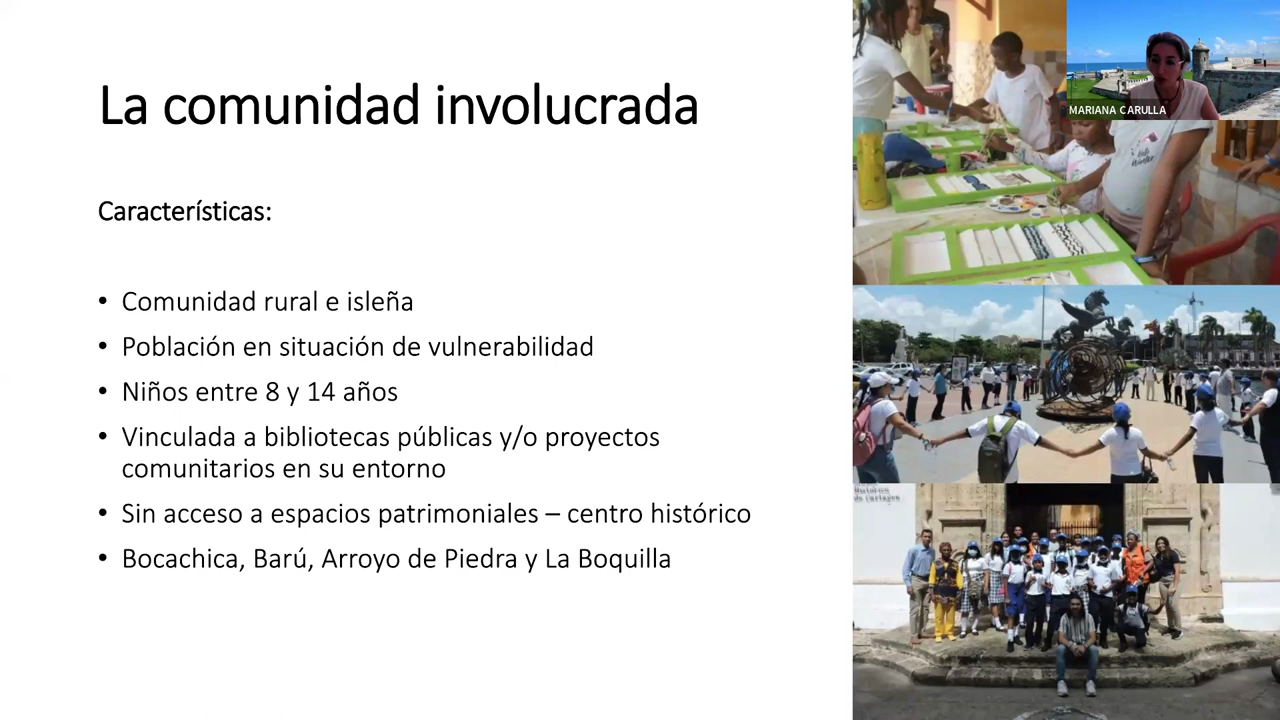 La comunidad involucrada
Características:
• Comunidad rural e isleña
• Población en situación de vulnerabilidad
• Niños entre 8 y 14 años
• Vinculada a bibliotecas públicas y/o proyectos
comunitarios en su entorno
• Sin acceso a espacios patrimoniales – centro histórico
• Bocachica, Barú, Arroyo de Piedra y La Boquilla
MARIANA CARULLA
de Cartagena